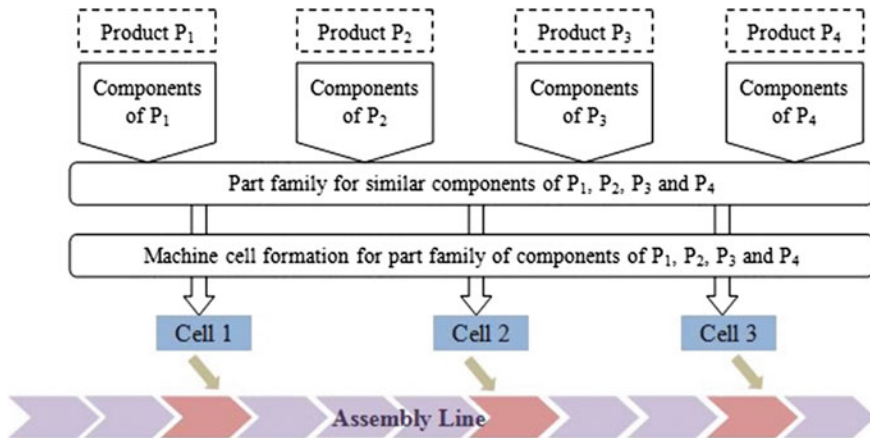 Product P₁
Product P₂
Product P₃
Product P₄
Components
of P₁
Components
of P₂
Components
of P₃
Components
of P₄
Part family for similar components of P₁, P₂, P₃ and P₄
Machine cell formation for part family of components of P₁, P₂, P₃ and P₄
Cell 1
Cell 2
Cell 3
Assembly Line